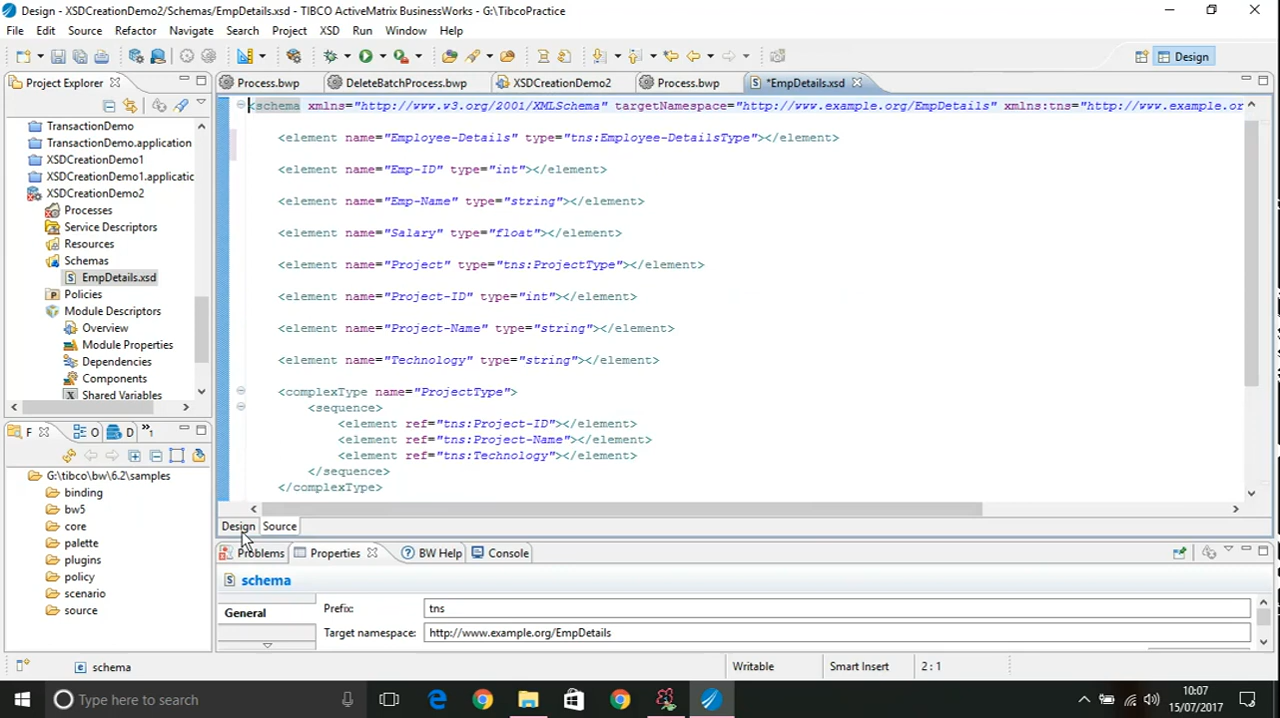 Design - XSDCreationDemo2/Schemas/EmpDetails.xsd - TIBCO ActiveMatrix BusinessWorks - G:\TibcoPractice
File Edit Source Refactor Navigate Search Project XSD Run Window Help
Design
Project Explorer
Process.bwp DeleteBatchProcess.bwp XSDCreationDemo2 Process.bwp *EmpDetails.xsd
TransactionDemo
TransactionDemo.application
XSDCreationDemo1
XSDCreationDemo1.applicatic
XSDCreationDemo2
Processes
Service Descriptors
Resources
Schemas
EmpDetails.xsd
Policies
Module Descriptors
Overview
Module Properties
Dependencies
Components
Shared Variables
<schema xmlns="http://www.w3.org/2001/XMLSchema" targetNamespace="http://www.example.org/EmpDetails" xmlns:tns="http://www.example.or
<element name="Employee-Details" type="tns:Employee-DetailsType"></element>
<element name="Emp-ID" type="int"></element>
<element name="Emp-Name" type="string"></element>
<element name="Salary" type="float"></element>
<element name="Project" type="tns:ProjectType"></element>
<element name="Project-ID" type="int"></element>
<element name="Project-Name" type="string"></element>
<element name="Technology" type="string"></element>
<complexType name="ProjectType">
<sequence>
<element ref="tns:Project-ID"></element>
<element ref="tns:Project-Name"></element>
<element ref="tns:Technology"></element>
</sequence>
</complexType>
Design Source
F O D »1
G:\tibco\bw\6.2\samples
binding
bw5
core
palette
plugins
policy
scenario
source
Problems Properties BW Help Console
schema
General
Prefix: tns
Target namespace: http://www.example.org/EmpDetails
schema
Writable Smart Insert 2 : 1
Type here to search
10:07
15/07/2017